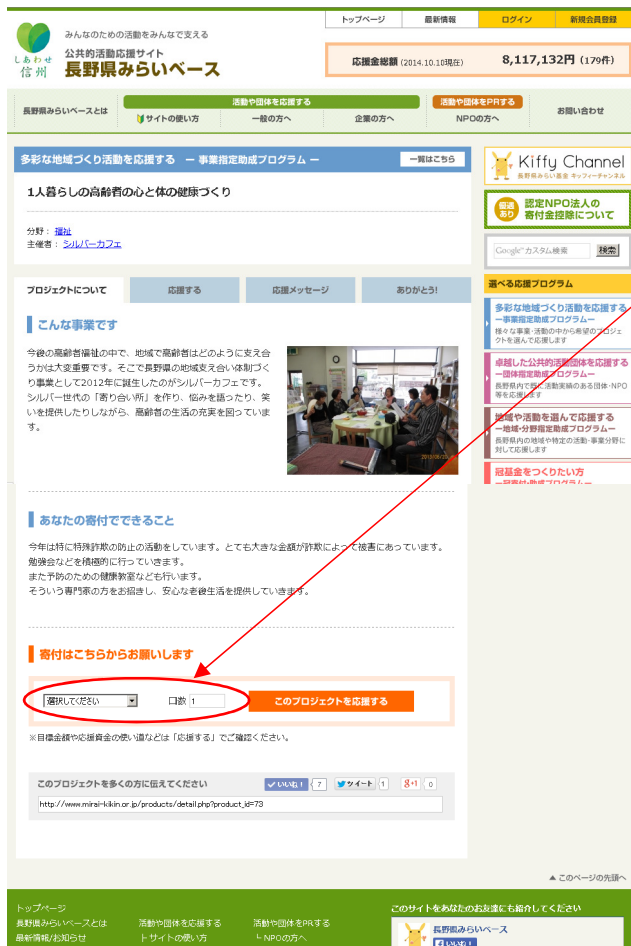 みんなのための活動をみんなで支える
しあわせ
信州
公共的活動応援サイト
長野県みらいベース
トップページ
最新情報
ログイン
新規会員登録
応援金総額 (2014.10.10現在)
8,117,132円 (179件)
長野県みらいベースとは
活動や団体を応援する
サイトの使い方
一般の方へ
企業の方へ
活動や団体をPRする
NPOの方へ
お問い合わせ
多彩な地域づくり活動を応援する ー 事業指定助成プログラム ー
一覧はこちら
1人暮らしの高齢者の心と体の健康づくり
分野: 福祉
主催者: シルバーカフェ
プロジェクトについて
応援する
応援メッセージ
ありがとう!
こんな事業です
今後の高齢者福祉の中で、地域で高齢者はどのように支え合
うかは大変重要です。そこで長野県の地域支え合い体制づく
り事業として2012年に誕生したのがシルバーカフェです。
シルバー世代の「寄り合い所」を作り、悩みを語ったり、笑
いを提供したりしながら、高齢者の生活の充実を図っていま
す。
あなたの寄付でできること
今年は特に特殊詐欺の防止の活動をしています。とても大きな金額が詐欺によって被害にあっています。
勉強会などを積極的に行っていきます。
また予防のための健康教室なども行います。
そういう専門家の方をお招きし、安心な老後生活を提供していきます。
寄付はこちらからお願いします
選択してください
口数 1
このプロジェクトを応援する
※目標金額や応援資金の使い道などは「応援する」でご確認ください。
このプロジェクトを多くの方に伝えてください
いいね! 7
ツイート 1
g+1 0
http://www.mirai-kikin.or.jp/products/detail.php?product_id=73
Kiffy Channel
長野県みらい基金 キッフィーチャンネル
優遇
あり
認定NPO法人の
寄付金控除について
Google カスタム検索
検索
選べる応援プログラム
多彩な地域づくり活動を応援する
ー事業指定助成プログラムー
様々な事業・活動の中から希望のプロジェ
クトを選んで応援します
卓越した公共的活動団体を応援する
ー団体指定助成プログラムー
長野県内で既に活動実績のある団体・NPO
等を応援します
地域や活動を選んで応援する
ー地域・分野指定助成プログラムー
長野県内の地域や特定の活動・事業分野に
対して応援します
冠基金をつくりたい方
ー冠寄付・助成プログラムー
▲ このページの先頭へ
トップページ
長野県みらいベースとは
最新情報/お知らせ
活動や団体を応援する
├ サイトの使い方
活動や団体をPRする
└ NPOの方へ
このサイトをあなたのお友達にも紹介してください
長野県みらいベース
いいね!